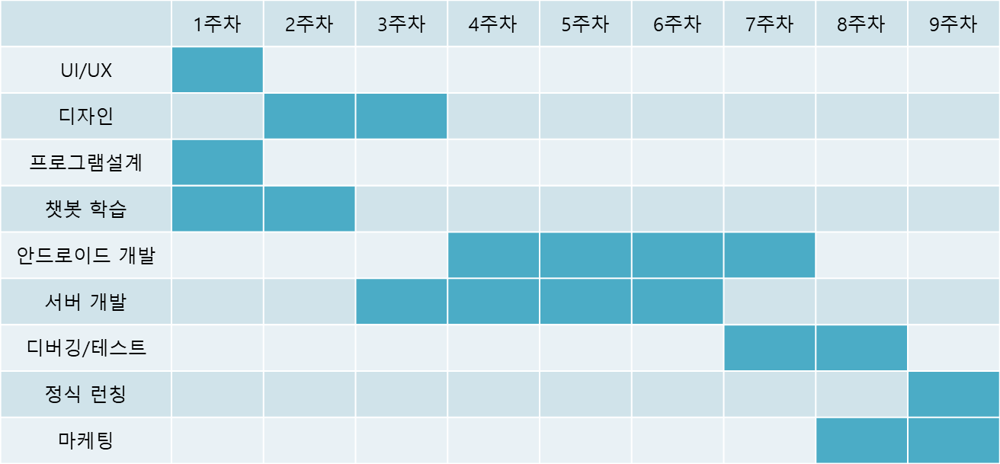 1주차 2주차 3주차 4주차 5주차 6주차 7주차 8주차 9주차
UI/UX
디자인
프로그램설계
챗봇 학습
안드로이드 개발
서버 개발
디버깅/테스트
정식 런칭
마케팅